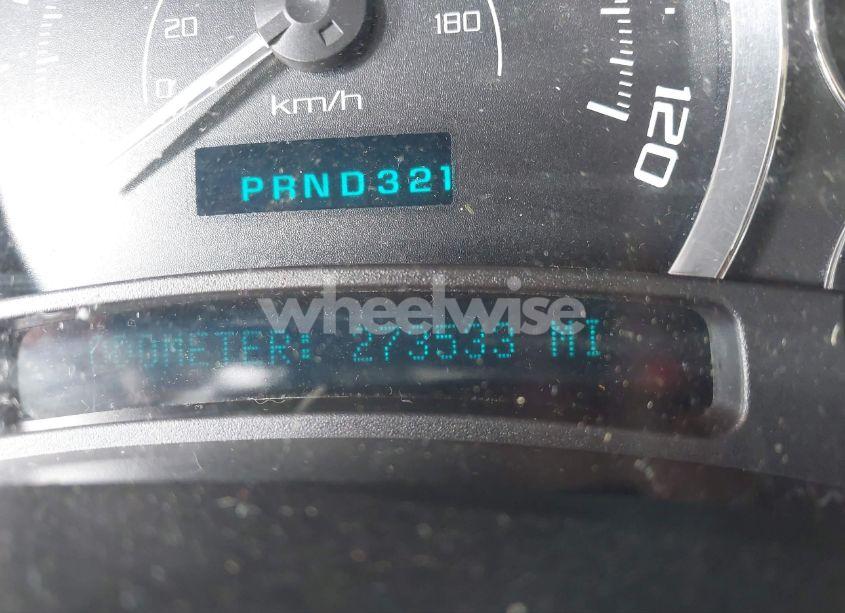 20 180
0
km/h
120
PRND321
wheelwise
ODOMETER: 273533 MI